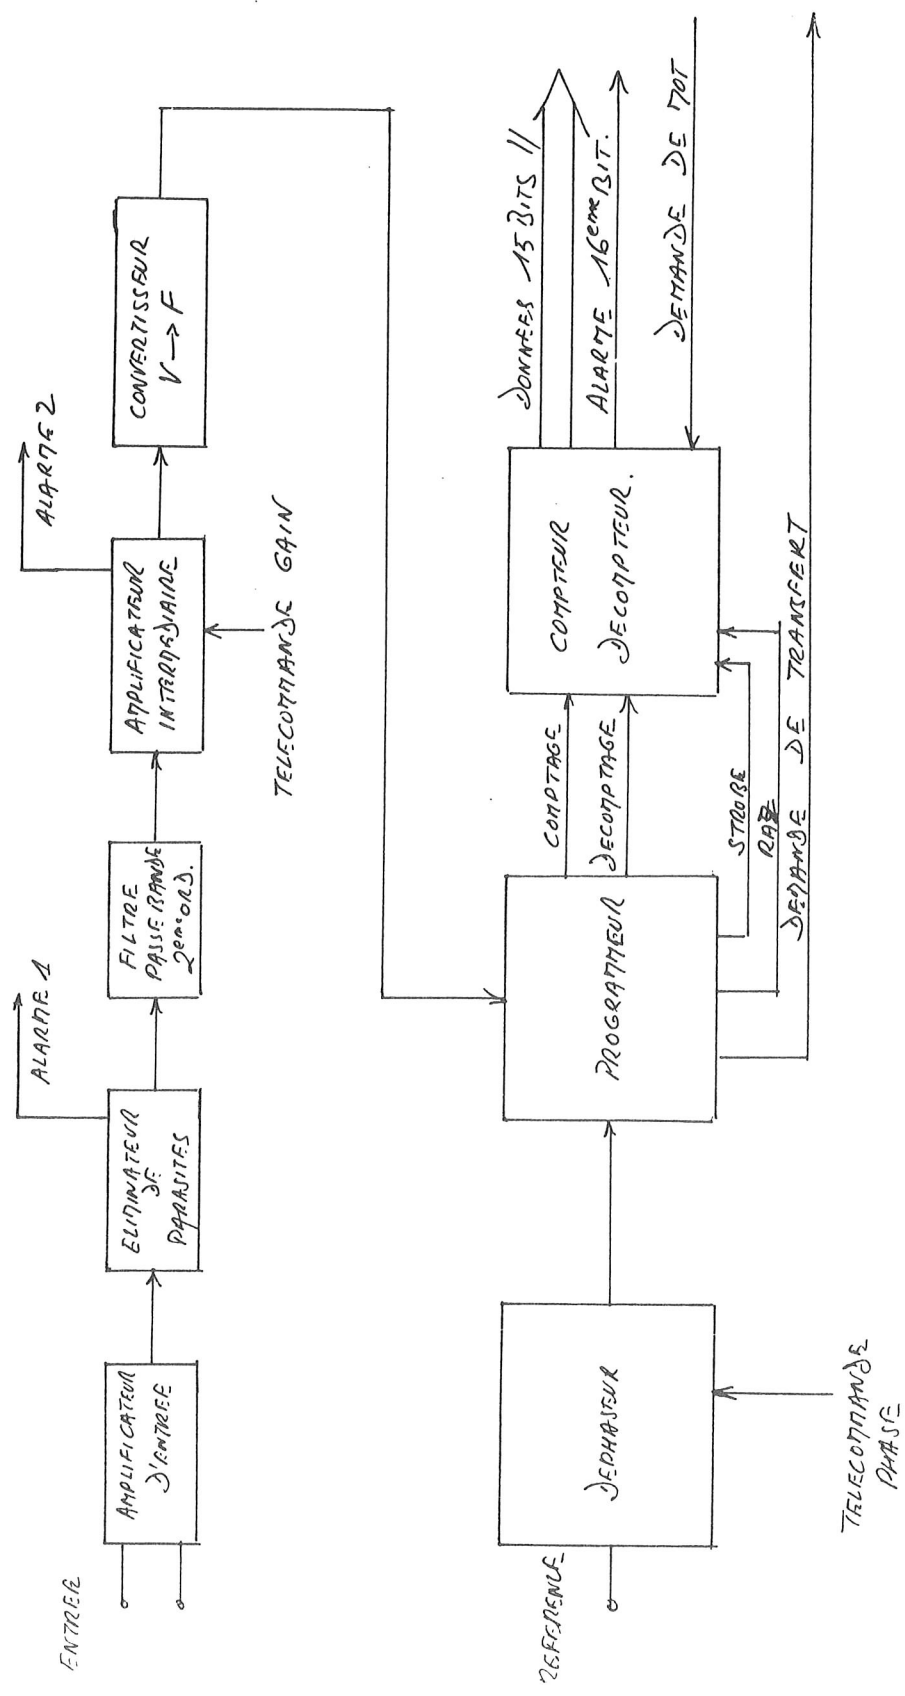 ENTREE
AMPLIFICATEUR
D'ENTREE
ALARME 1
ELIMINATEUR
DE
PARASITES
FILTRE
PASSE BANDE
2eme ORD.
ALARME 2
AMPLIFICATEUR
INTERMEDIAIRE
TELECOMMANDE GAIN
CONVERTISSEUR
V → F
REFERENCE
DEPHASEUR
TELECOMMANDE
PHASE
PROGRAMMEUR
COMPTAGE
DECOMPTAGE
STROBE
RAZ
DEMANDE DE TRANSFERT
COMPTEUR
DECOMPTEUR.
DONNEES 15 BITS //
ALARME 16eme BIT.
DEMANDE DE MOT